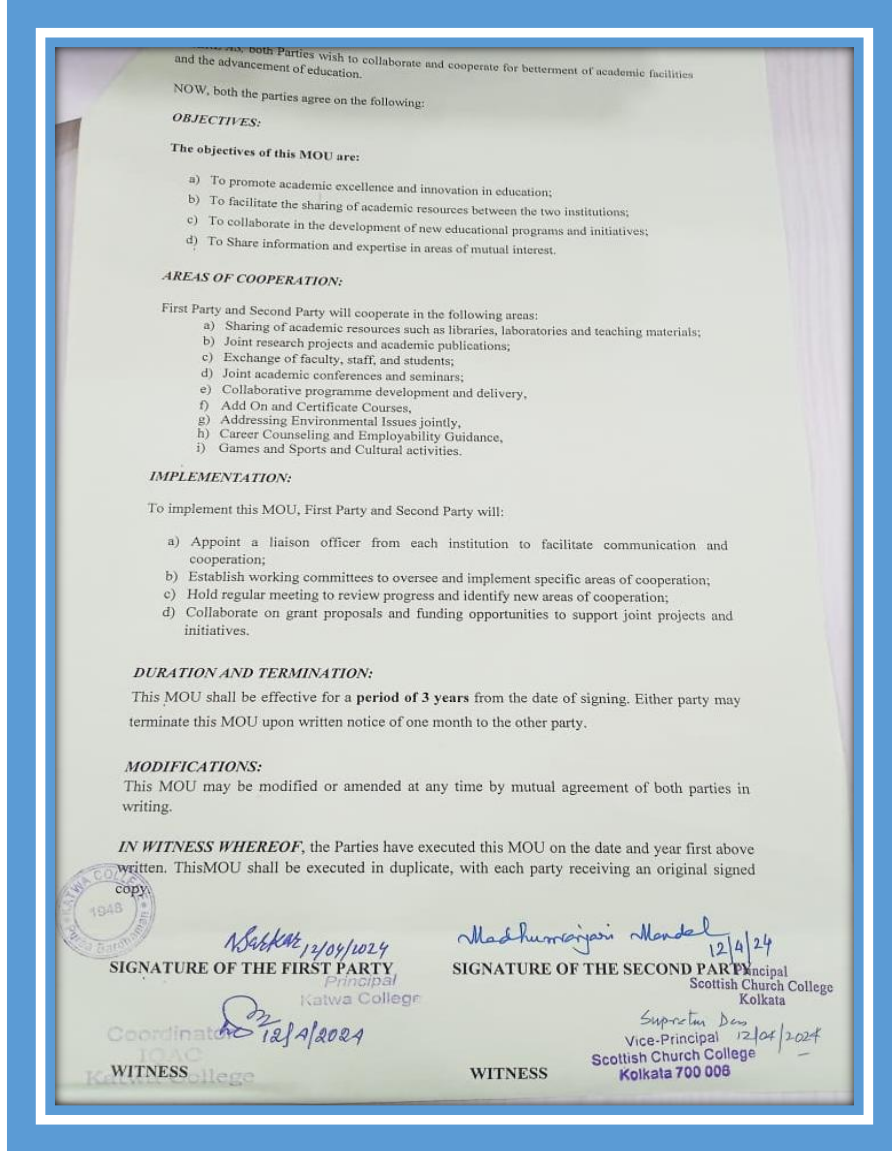 both Parties wish to collaborate and cooperate for betterment of academic facilities
and the advancement of education.
NOW, both the parties agree on the following:
OBJECTIVES:
The objectives of this MOU are:
a) To promote academic excellence and innovation in education;
b) To facilitate the sharing of academic resources between the two institutions;
c) To collaborate in the development of new educational programs and initiatives;
d) To Share information and expertise in areas of mutual interest.
AREAS OF COOPERATION:
First Party and Second Party will cooperate in the following areas:
a) Sharing of academic resources such as libraries, laboratories and teaching materials;
b) Joint research projects and academic publications;
c) Exchange of faculty, staff, and students;
d) Joint academic conferences and seminars;
e) Collaborative programme development and delivery,
f) Add On and Certificate Courses,
g) Addressing Environmental Issues jointly,
h) Career Counseling and Employability Guidance,
i) Games and Sports and Cultural activities.
IMPLEMENTATION:
To implement this MOU, First Party and Second Party will:
a) Appoint a liaison officer from each institution to facilitate communication and
cooperation;
b) Establish working committees to oversee and implement specific areas of cooperation;
c) Hold regular meeting to review progress and identify new areas of cooperation;
d) Collaborate on grant proposals and funding opportunities to support joint projects and
initiatives.
DURATION AND TERMINATION:
This MOU shall be effective for a period of 3 years from the date of signing. Either party may
terminate this MOU upon written notice of one month to the other party.
MODIFICATIONS:
This MOU may be modified or amended at any time by mutual agreement of both parties in
writing.
IN WITNESS WHEREOF, the Parties have executed this MOU on the date and year first above
written. ThisMOU shall be executed in duplicate, with each party receiving an original signed
copy.
KATWA COLLEGE
1948
Purba Bardhaman
NSarkar 12/04/2024
Madhumanjari Mandal
12/4/24
SIGNATURE OF THE FIRST PARTY
SIGNATURE OF THE SECOND PARTY
Principal
Katwa College
Principal
Scottish Church College
Kolkata
12/4/2024
Coordinator
IQAC
Katwa College
Supratim Das
Vice-Principal 12/04/2024
Scottish Church College
Kolkata 700 006
WITNESS
WITNESS